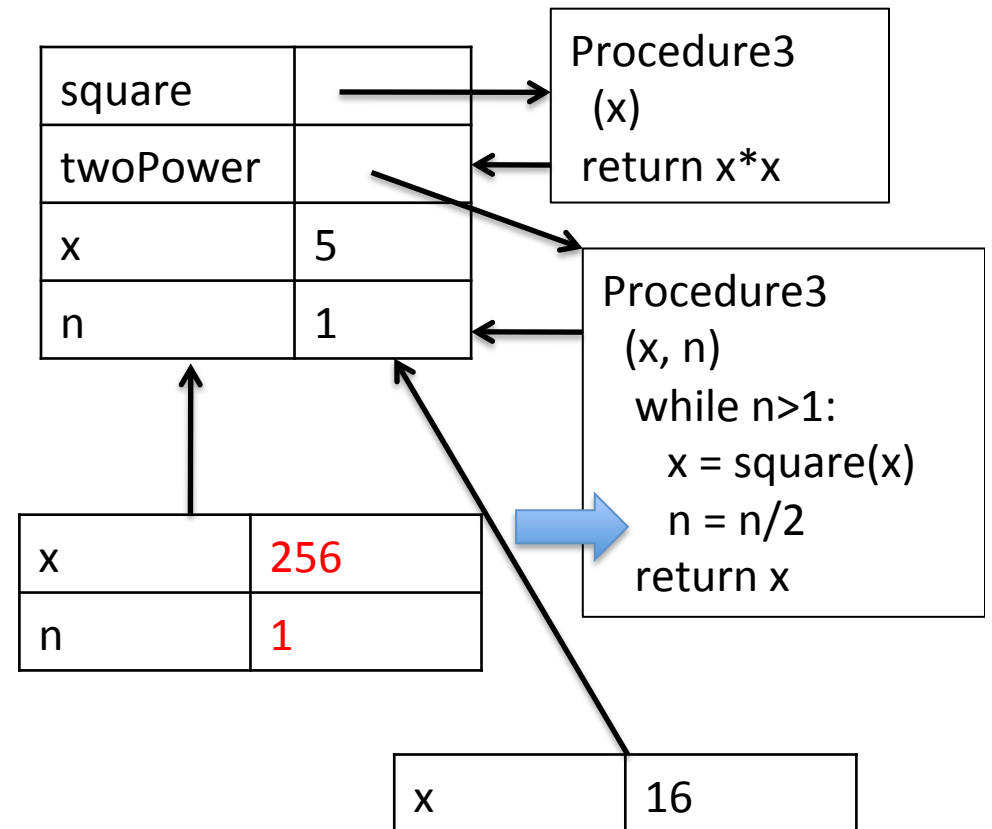 square
twoPower
x 5
n 1
Procedure3
(x)
return x*x
Procedure3
(x, n)
while n>1:
x = square(x)
n = n/2
return x
x 256
n 1
x 16